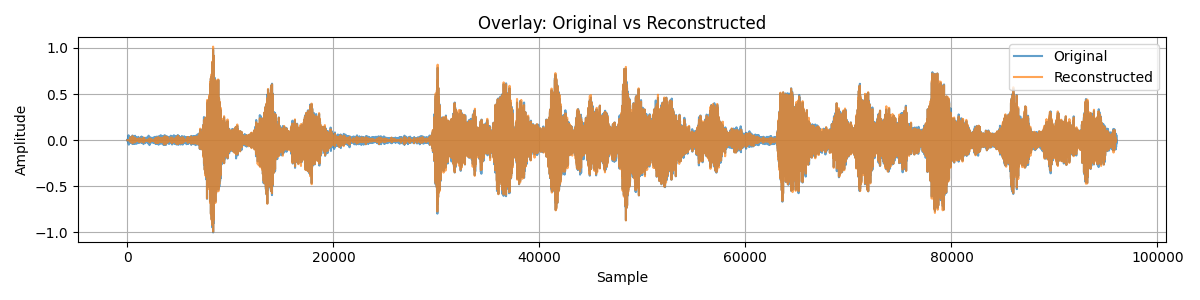 Overlay: Original vs Reconstructed
Original
Reconstructed
Amplitude
1.0
0.5
0.0
−0.5
−1.0
0
20000
40000
60000
80000
100000
Sample